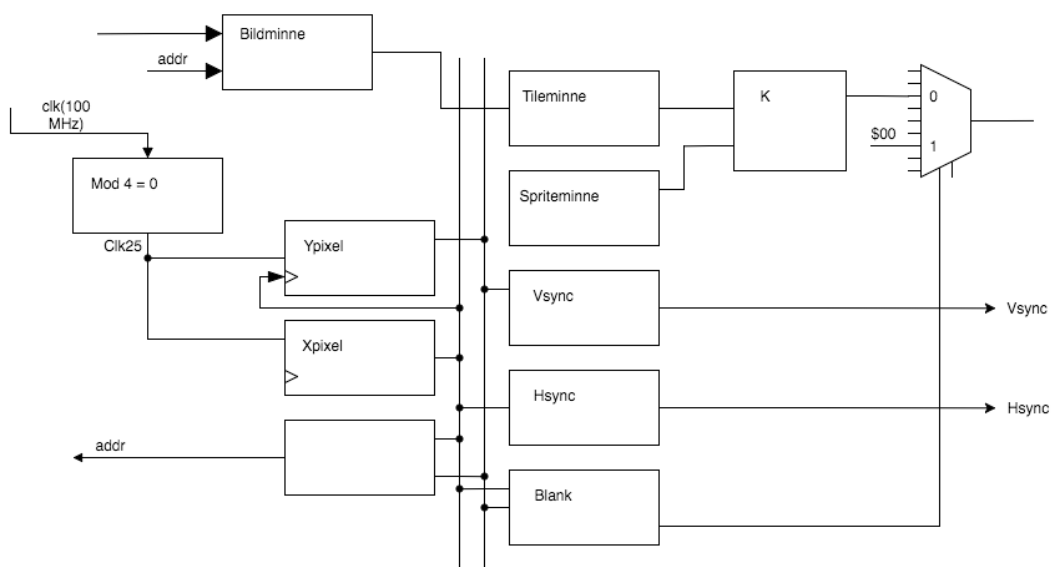 Bildminne
addr
clk(100
MHz)
Mod 4 = 0
Clk25
Ypixel
Xpixel
addr
Tileminne
Spriteminne
K
$00
0
1
Vsync
Vsync
Hsync
Hsync
Blank